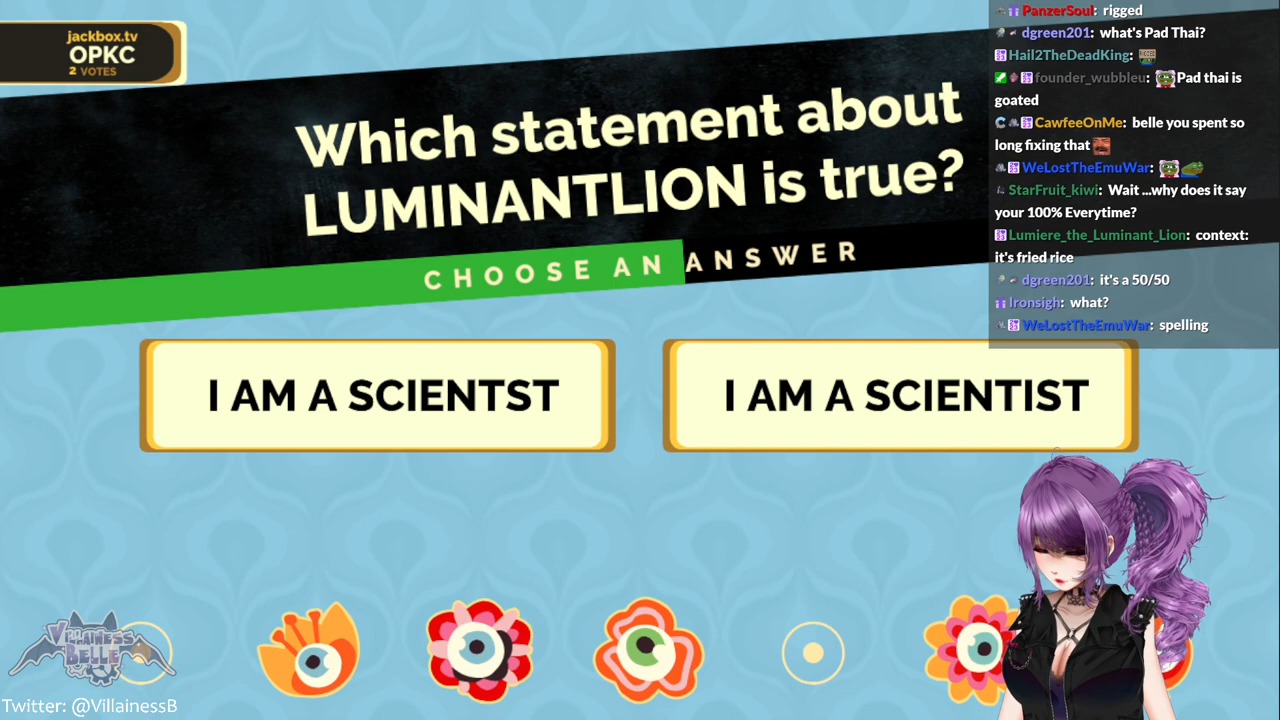 jackbox.tv
OPKC
2 VOTES
Which statement about
LUMINANTLION is true?
CHOOSE AN ANSWER
I AM A SCIENTST
I AM A SCIENTIST
PanzerSoul: rigged
dgreen201: what's Pad Thai?
Hail2TheDeadKing:
founder_wubbleu: Pad thai is
goated
CawfeeOnMe: belle you spent so
long fixing that
WeLostTheEmuWar:
StarFruit_kiwi: Wait ...why does it say
your 100% Everytime?
Lumiere_the_Luminant_Lion: context:
it's fried rice
dgreen201: it's a 50/50
Ironsigh: what?
WeLostTheEmuWar: spelling
VILLAINESS
BELLE
Twitter: @VillainessB